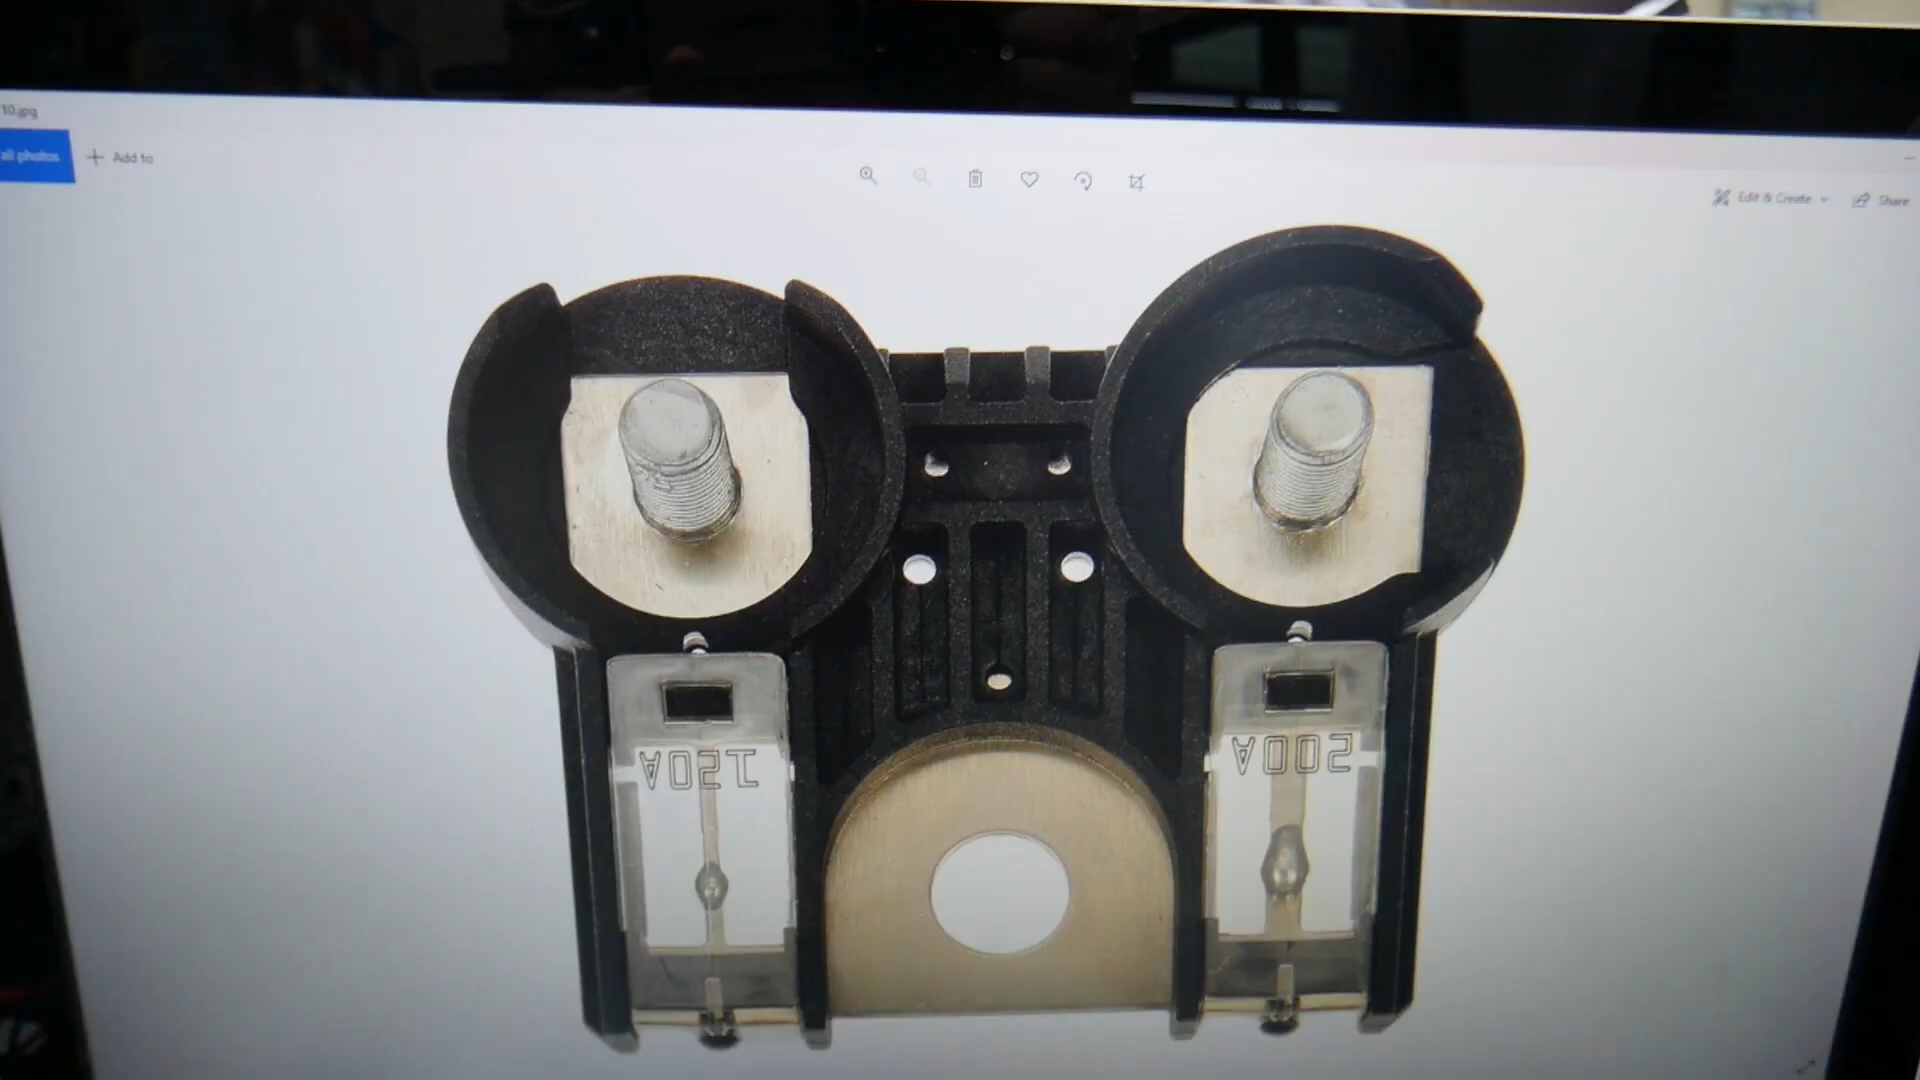 10.jpg
all photos
Add to
Edit & Create
Share
120A
200A